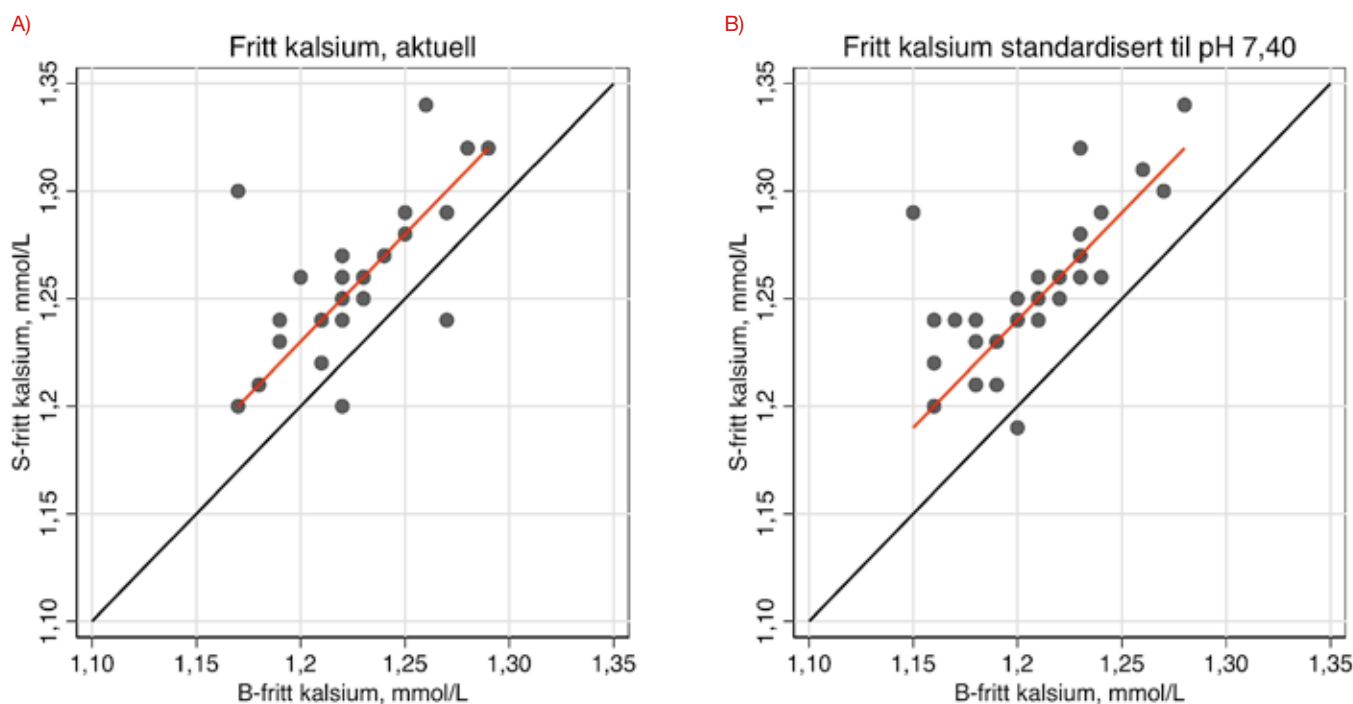 A)
Fritt kalsium, aktuell
1,35
1,30
1,25
1,2
1,15
1,10
S-fritt kalsium, mmol/L
1,10 1,15 1,2 1,25 1,30 1,35
B-fritt kalsium, mmol/L
B)
Fritt kalsium standardisert til pH 7,40
1,35
1,30
1,25
1,2
1,15
1,10
S-fritt kalsium, mmol/L
1,10 1,15 1,2 1,25 1,30 1,35
B-fritt kalsium, mmol/L